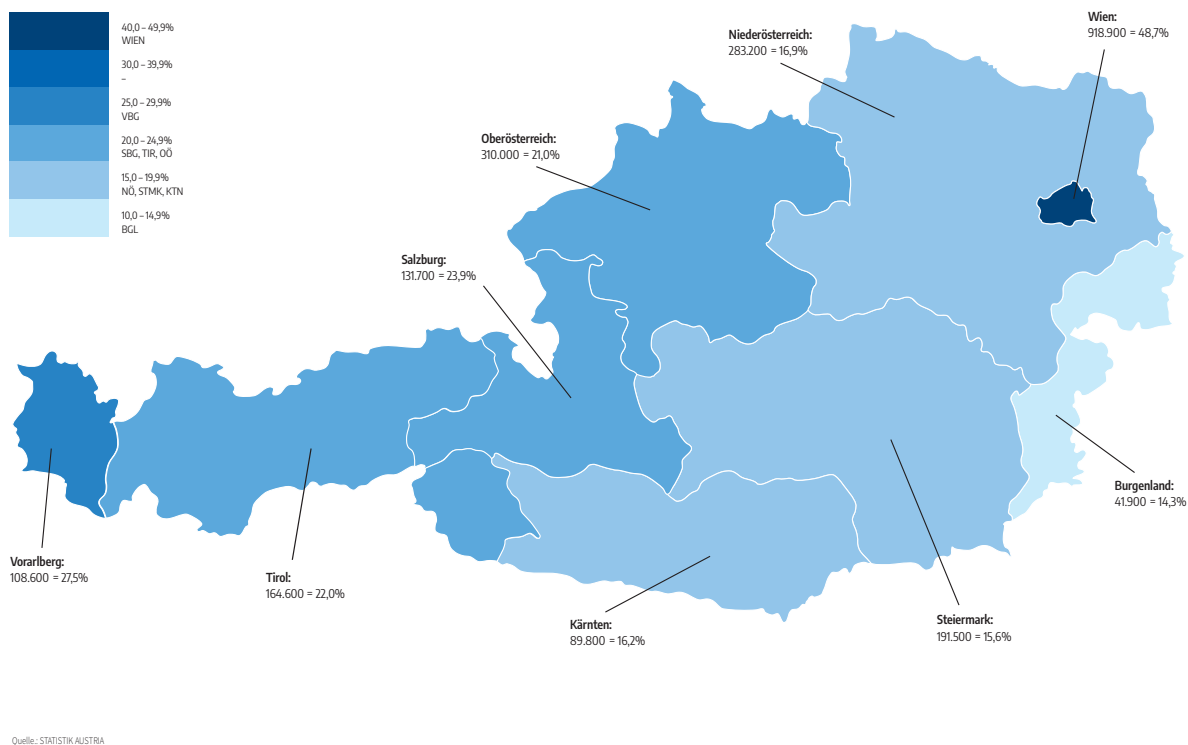 40,0 – 49,9%
WIEN
30,0 – 39,9%
–
25,0 – 29,9%
VBG
20,0 – 24,9%
SBG, TIR, OÖ
15,0 – 19,9%
NÖ, STMK, KTN
10,0 – 14,9%
BGL
Wien:
918.900 = 48,7%
Niederösterreich:
283.200 = 16,9%
Oberösterreich:
310.000 = 21,0%
Salzburg:
131.700 = 23,9%
Burgenland:
41.900 = 14,3%
Vorarlberg:
108.600 = 27,5%
Tirol:
164.600 = 22,0%
Kärnten:
89.800 = 16,2%
Steiermark:
191.500 = 15,6%
Quelle.: STATISTIK AUSTRIA